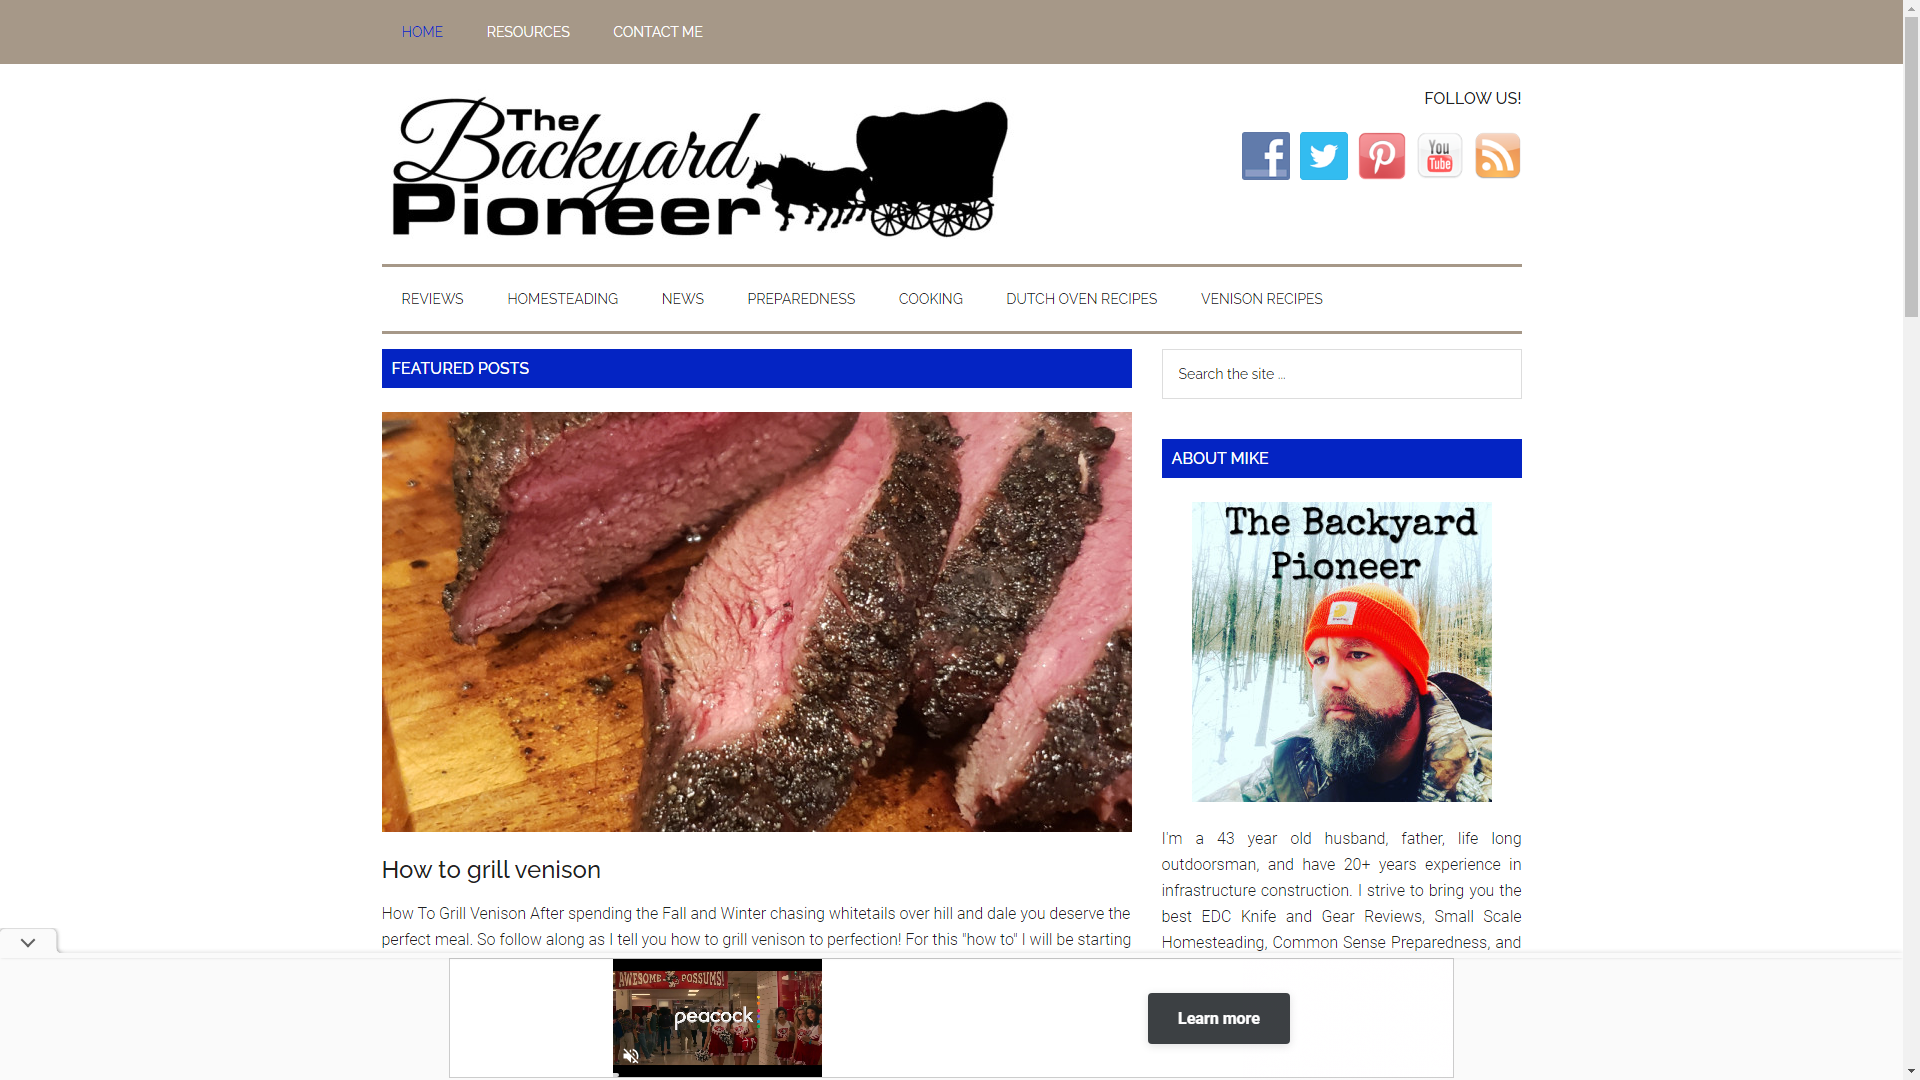 HOME RESOURCES CONTACT ME
The
Backyard
Pioneer
FOLLOW US!
You
Tube
REVIEWS HOMESTEADING NEWS PREPAREDNESS COOKING DUTCH OVEN RECIPES VENISON RECIPES
FEATURED POSTS
How to grill venison
How To Grill Venison After spending the Fall and Winter chasing whitetails over hill and dale you deserve the
perfect meal. So follow along as I tell you how to grill venison to perfection! For this "how to" I will be starting
Search the site ...
ABOUT MIKE
The Backyard
Pioneer
I'm a 43 year old husband, father, life long
outdoorsman, and have 20+ years experience in
infrastructure construction. I strive to bring you the
best EDC Knife and Gear Reviews, Small Scale
Homesteading, Common Sense Preparedness, and
AWESOME POSSUMS!
peacock
Learn more